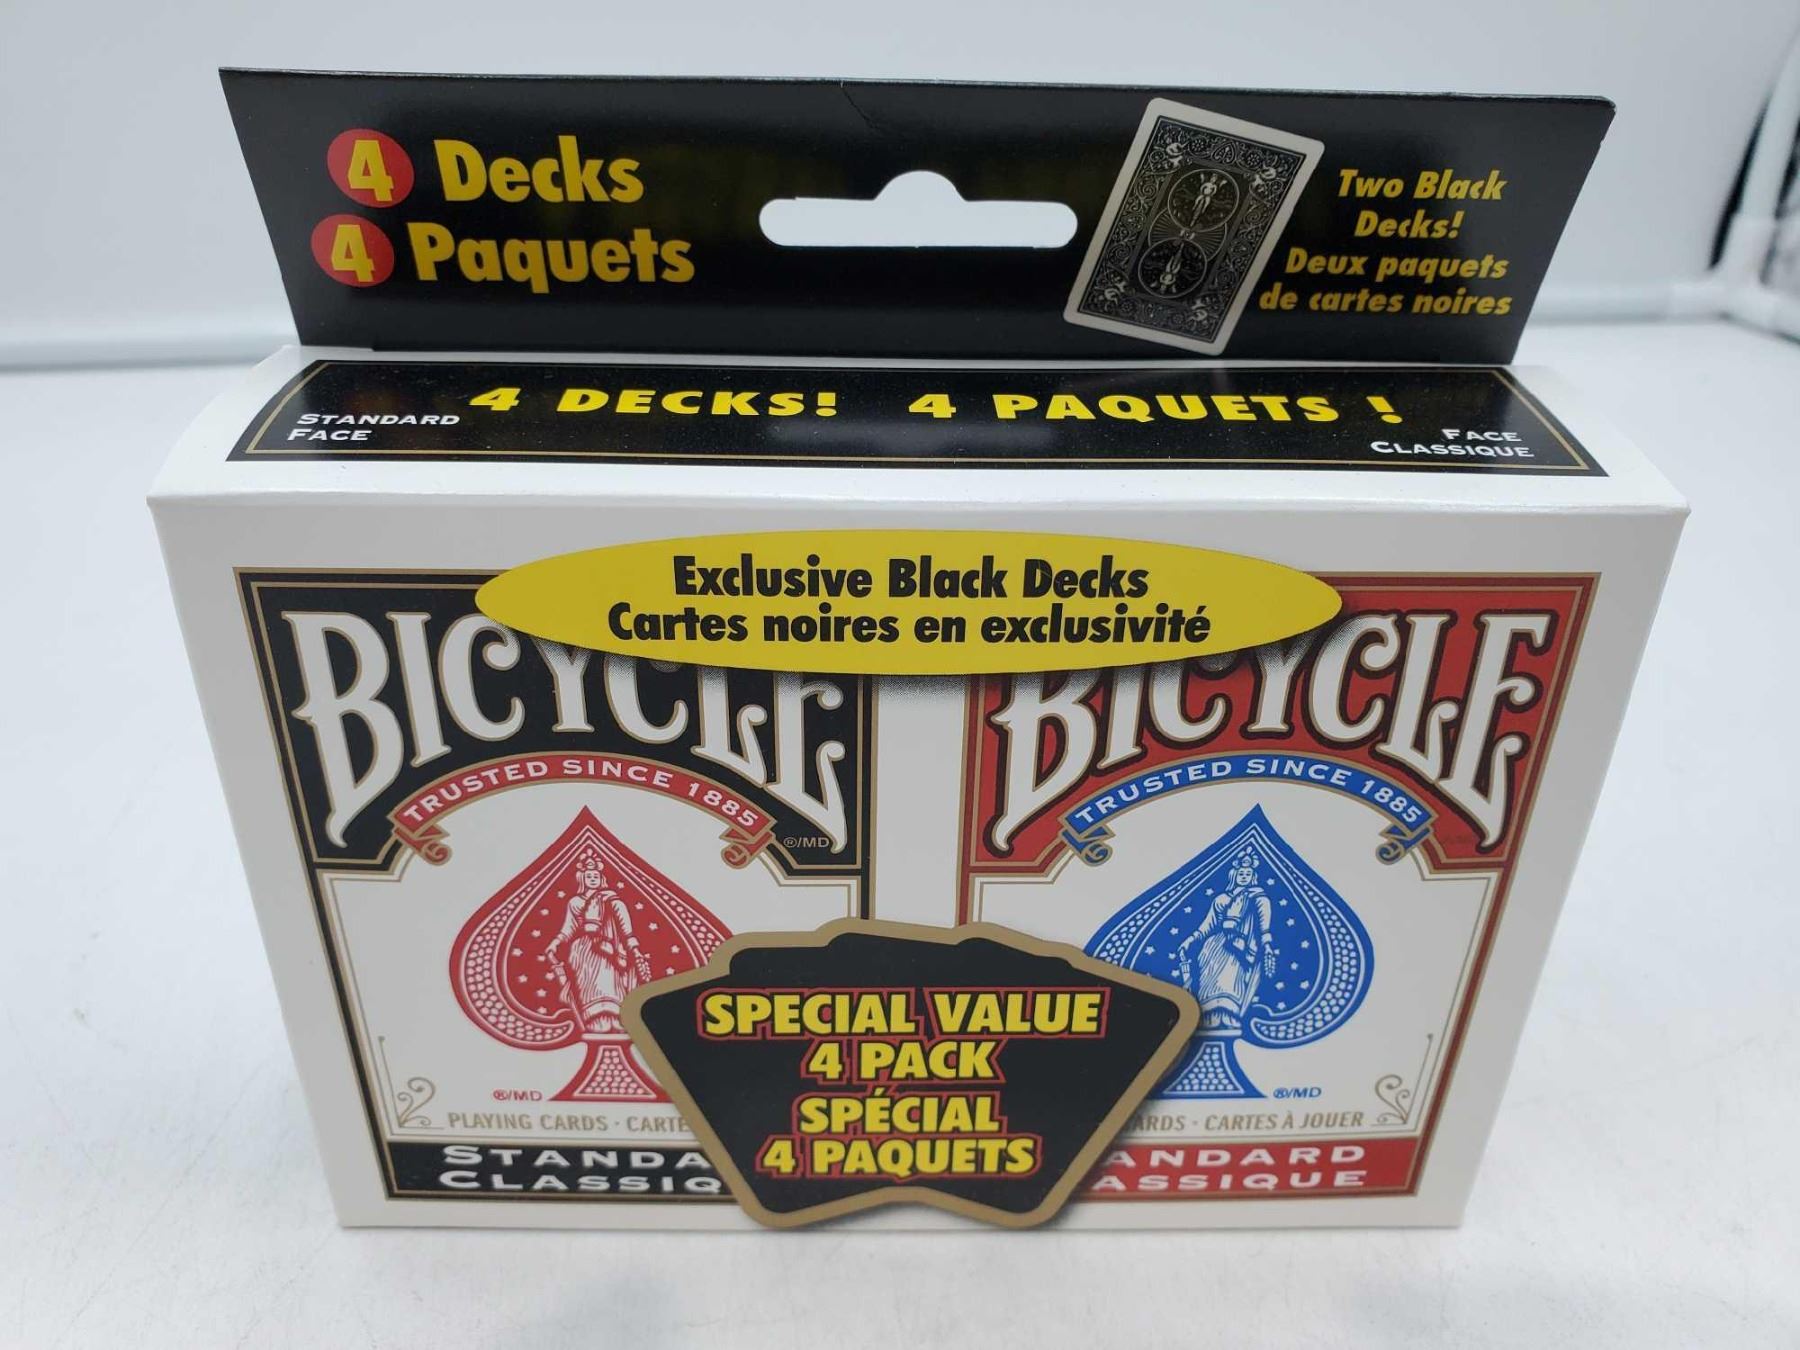 4 Decks
4 Paquets
Two Black
Decks!
Deux paquets
de cartes noires
STANDARD
FACE
4 DECKS! 4 PAQUETS !
FACE
CLASSIQUE
Exclusive Black Decks
Cartes noires en exclusivité
BICYCLE
TRUSTED SINCE 1885
®/MD
®/MD
PLAYING CARDS · CARTE
STANDA
CLASSIQ
BICYCLE
TRUSTED SINCE 1885
®/MD
ARDS · CARTES À JOUER
ANDARD
ASSIQUE
SPECIAL VALUE
4 PACK
SPÉCIAL
4 PAQUETS